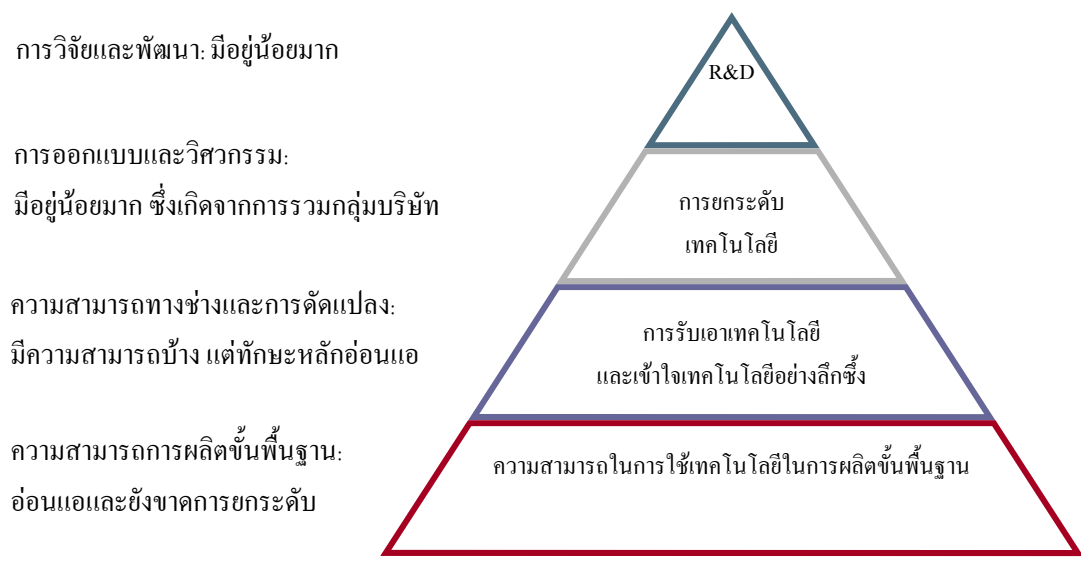 การวิจัยและพัฒนา: มีอยู่น้อยมาก
R&D
การออกแบบและวิศวกรรม:
มีอยู่น้อยมาก ซึ่งเกิดจากการรวมกลุ่มบริษัท
การยกระดับ
เทคโนโลยี
ความสามารถทางช่างและการดัดแปลง:
มีความสามารถบ้าง แต่ทักษะหลักอ่อนแอ
การรับเอาเทคโนโลยี
และเข้าใจเทคโนโลยีอย่างลึกซึ้ง
ความสามารถการผลิตขั้นพื้นฐาน:
อ่อนแอและยังขาดการยกระดับ
ความสามารถในการใช้เทคโนโลยีในการผลิตขั้นพื้นฐาน